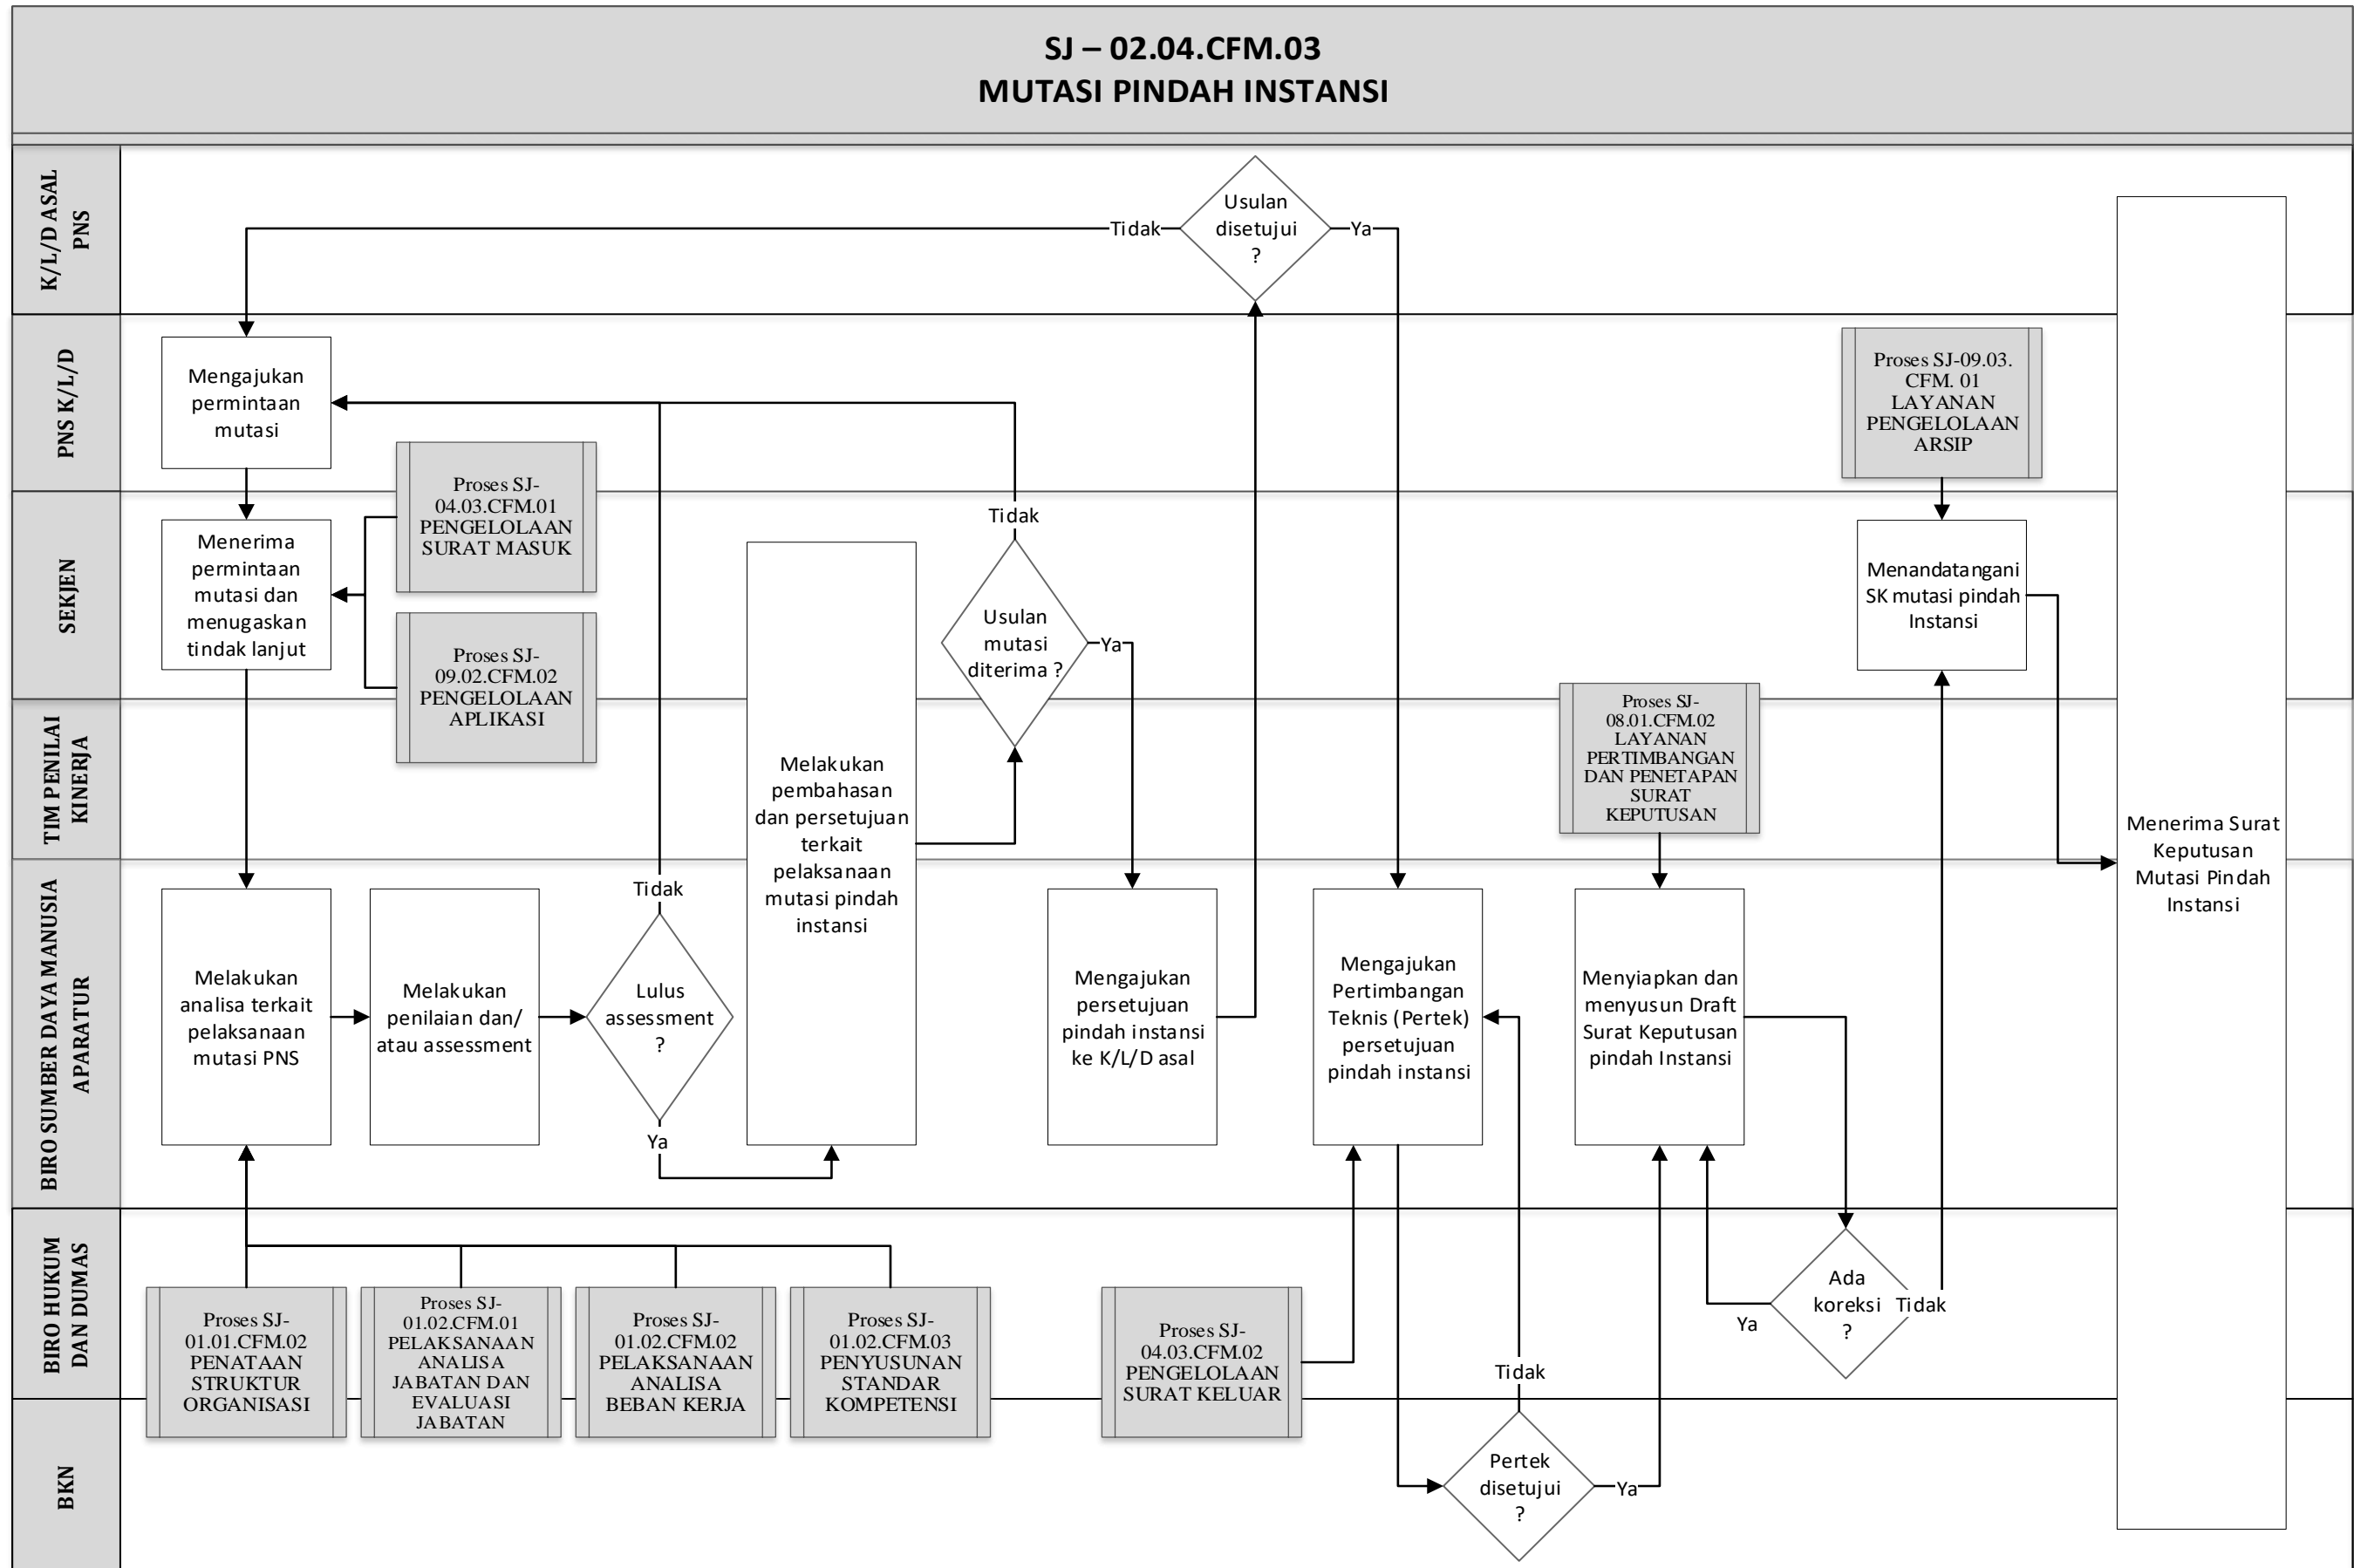 SJ – 02.04.CFM.03
MUTASI PINDAH INSTANSI
K/L/D ASAL
PNS
Usulan
disetujui
?
Tidak
Ya
PNS K/L/D
Mengajukan
permintaan
mutasi
Proses SJ-09.03.
CFM. 01
LAYANAN
PENGELOLAAN
ARSIP
SEKJEN
Menerima
permintaan
mutasi dan
menugaskan
tindak lanjut
Proses SJ-
04.03.CFM.01
PENGELOLAAN
SURAT MASUK
Proses SJ-
09.02.CFM.02
PENGELOLAAN
APLIKASI
Tidak
Usulan
mutasi
diterima ?
Ya
Menandatangani
SK mutasi pindah
Instansi
TIM PENILAI
KINERJA
Melakukan
pembahasan
dan persetujuan
terkait
pelaksanaan
mutasi pindah
instansi
Proses SJ-
08.01.CFM.02
LAYANAN
PERTIMBANGAN
DAN PENETAPAN
SURAT
KEPUTUSAN
Menerima Surat
Keputusan
Mutasi Pindah
Instansi
BIRO SUMBER DAYA MANUSIA
APARATUR
Melakukan
analisa terkait
pelaksanaan
mutasi PNS
Melakukan
penilaian dan/
atau assessment
Tidak
Lulus
assessment
?
Ya
Mengajukan
persetujuan
pindah instansi
ke K/L/D asal
Mengajukan
Pertimbangan
Teknis (Pertek)
persetujuan
pindah instansi
Menyiapkan dan
menyusun Draft
Surat Keputusan
pindah Instansi
BIRO HUKUM
DAN DUMAS
Proses SJ-
01.01.CFM.02
PENATAAN
STRUKTUR
ORGANISASI
Proses SJ-
01.02.CFM.01
PELAKSANAAN
ANALISA
JABATAN DAN
EVALUASI
JABATAN
Proses SJ-
01.02.CFM.02
PELAKSANAAN
ANALISA
BEBAN KERJA
Proses SJ-
01.02.CFM.03
PENYUSUNAN
STANDAR
KOMPETENSI
Proses SJ-
04.03.CFM.02
PENGELOLAAN
SURAT KELUAR
Ada
koreksi
?
Tidak
Ya
BKN
Tidak
Pertek
disetujui
?
Ya